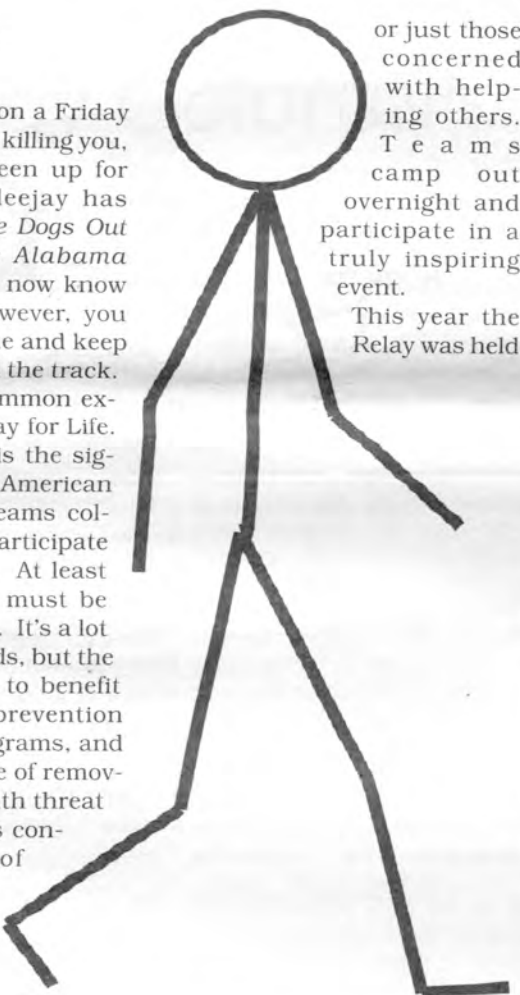 on a Friday
killing you,
een up for
deejay has
e Dogs Out
Alabama
now know
wever, you
e and keep
the track.
mmon ex-
ay for Life.
is the sig-
American
eams col-
articipate
At least
must be
It's a lot
ds, but the
to benefit
prevention
grams, and
e of remov-
th threat
s con-
of
or just those
concerned
with help-
ing others.
Teams
camp out
overnight and
participate in a
truly inspiring
event.
This year the
Relay was held